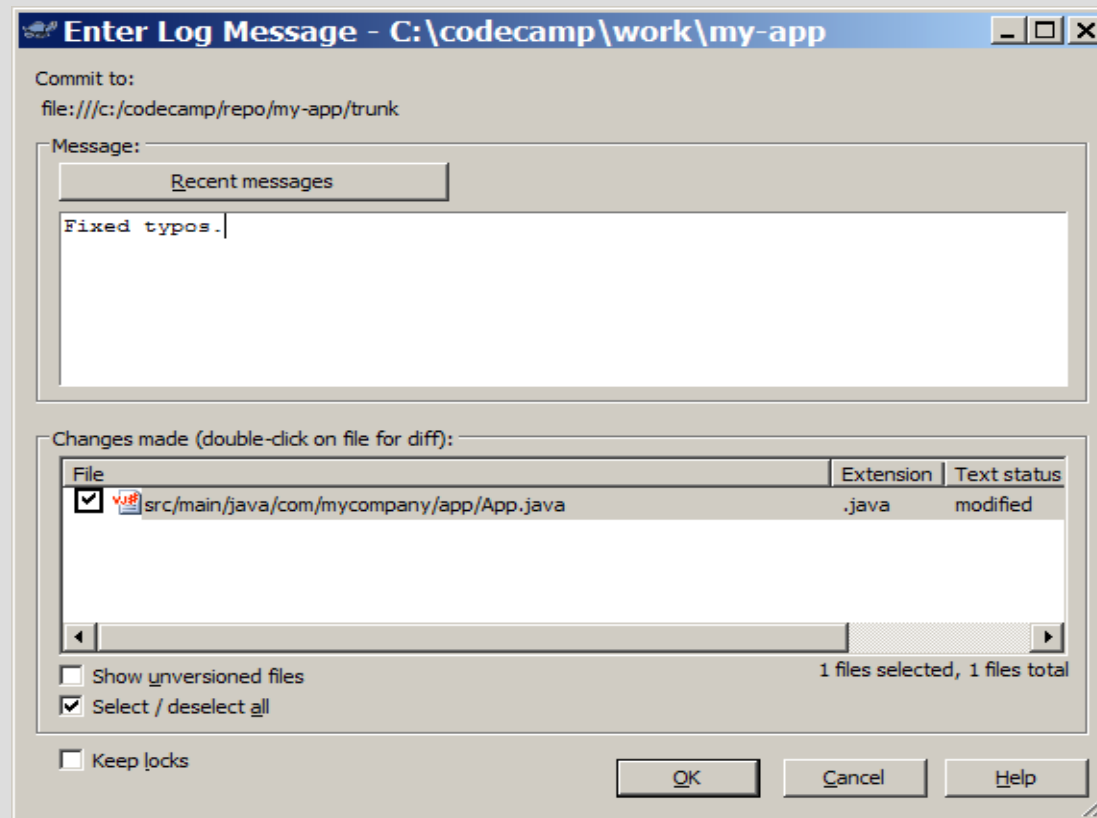 Enter Log Message - C:\codecamp\work\my-app
Commit to:
file:///c:/codecamp/repo/my-app/trunk
Message:
Recent messages
Fixed typos.
Changes made (double-click on file for diff):
File Extension Text status
src/main/java/com/mycompany/app/App.java .java modified
Show unversioned files
1 files selected, 1 files total
Select / deselect all
Keep locks
OK Cancel Help